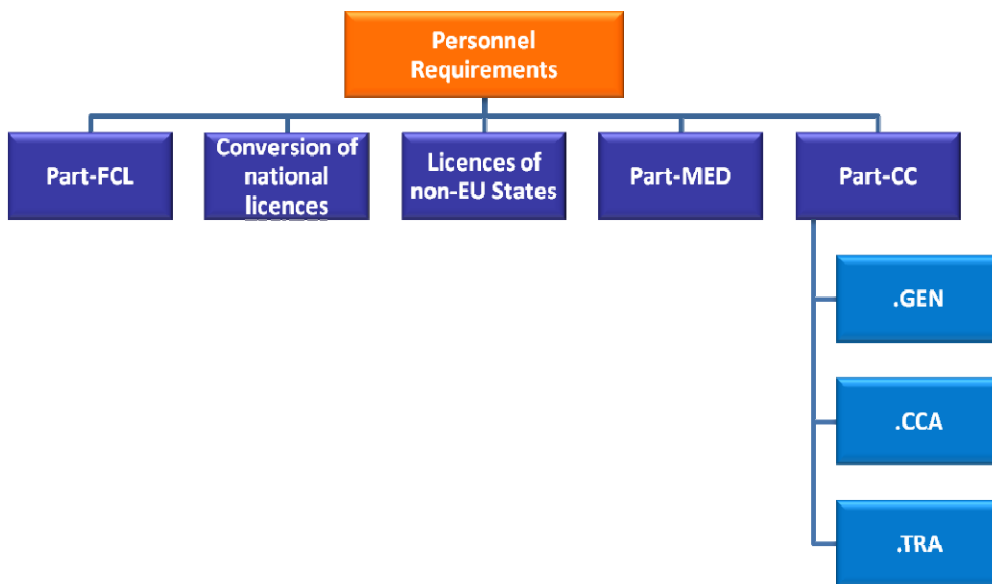 Personnel
Requirements
Part-FCL
Conversion of
national
licences
Licences of
non-EU States
Part-MED
Part-CC
.GEN
.CCA
.TRA